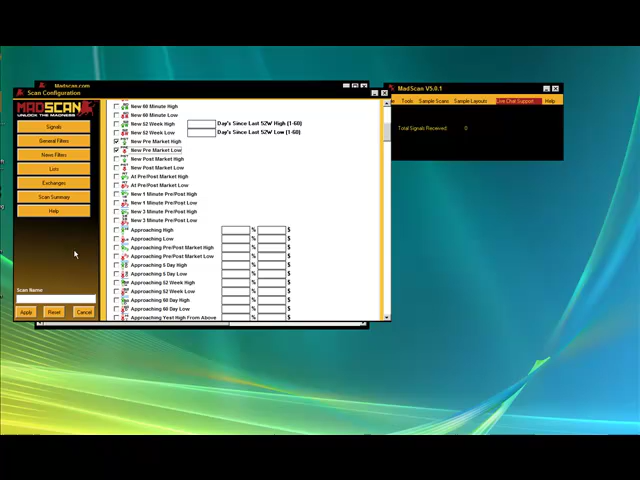 Madscan.com
Scan Configuration
MADSCAN
UNLOCK THE MADNESS
Signals
General Filters
News Filters
Lists
Exchanges
Scan Summary
Help
Scan Name
Apply
Reset
Cancel
New 60 Minute High
New 60 Minute Low
New 52 Week High Day's Since Last 52W High (1-60)
New 52 Week Low Day's Since Last 52W Low (1-60)
New Pre Market High
New Pre Market Low
New Post Market High
New Post Market Low
At Pre/Post Market High
At Pre/Post Market Low
New 1 Minute Pre/Post High
New 1 Minute Pre/Post Low
New 3 Minute Pre/Post High
New 3 Minute Pre/Post Low
Approaching High % $
Approaching Low % $
Approaching Pre/Post Market High % $
Approaching Pre/Post Market Low % $
Approaching 5 Day High % $
Approaching 5 Day Low % $
Approaching 52 Week High % $
Approaching 52 Week Low % $
Approaching 60 Day High % $
Approaching 60 Day Low % $
Approaching Yest High From Above % $
MadScan V5.0.1
Tools Sample Scans Sample Layouts Live Chat Support Help
Total Signals Received: 0